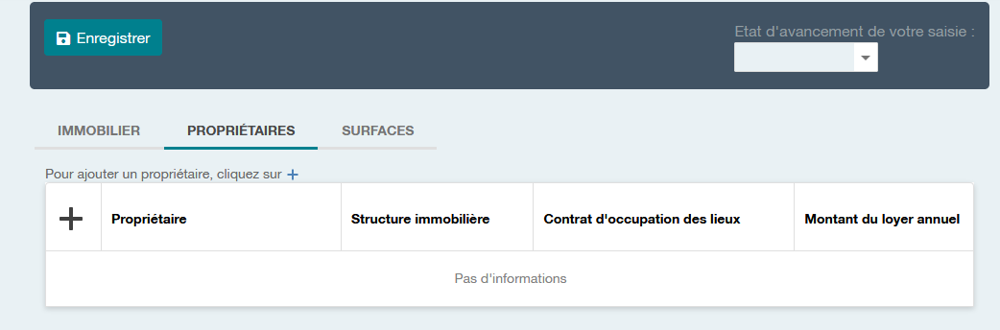 Enregistrer
Etat d'avancement de votre saisie :
IMMOBILIER PROPRIÉTAIRES SURFACES
Pour ajouter un propriétaire, cliquez sur +
Propriétaire Structure immobilière Contrat d'occupation des lieux Montant du loyer annuel
Pas d'informations